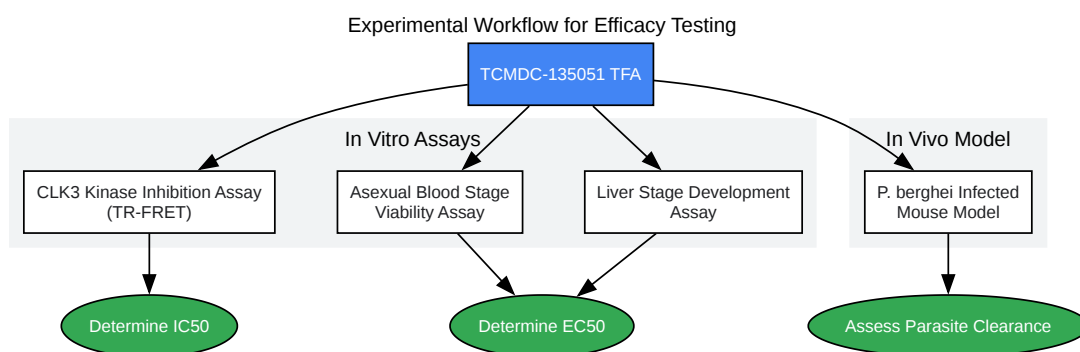 Experimental Workflow for Efficacy Testing
TCMDC-135051 TFA
In Vitro Assays
In Vivo Model
CLK3 Kinase Inhibition Assay
(TR-FRET)
Asexual Blood Stage
Viability Assay
Liver Stage Development
Assay
P. berghei Infected
Mouse Model
Determine IC50
Determine EC50
Assess Parasite Clearance